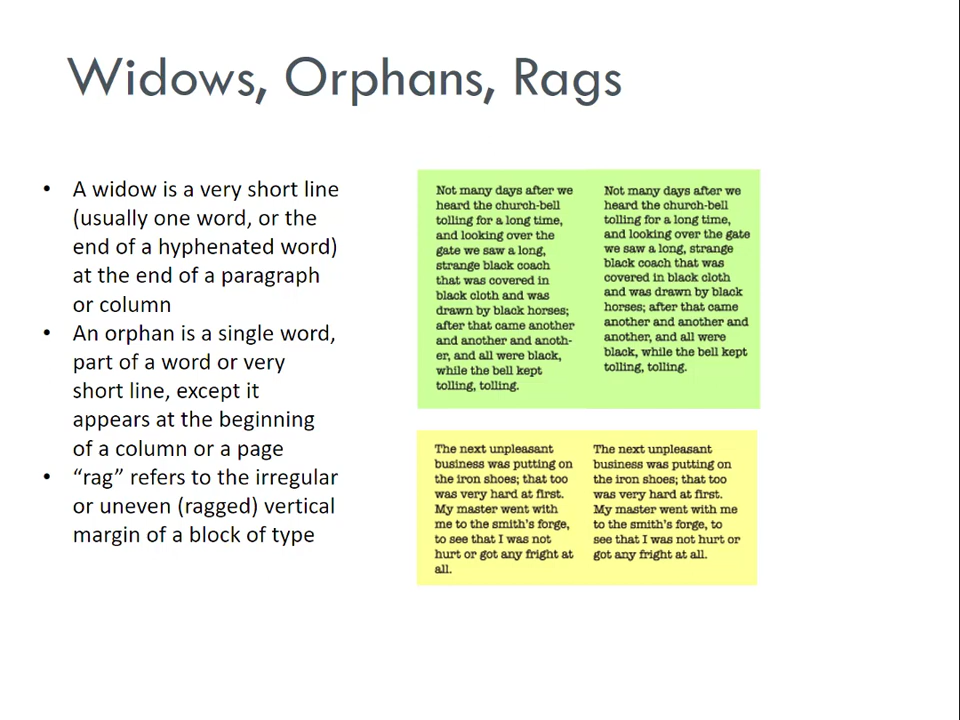 Widows, Orphans, Rags
• A widow is a very short line
(usually one word, or the
end of a hyphenated word)
at the end of a paragraph
or column
• An orphan is a single word,
part of a word or very
short line, except it
appears at the beginning
of a column or a page
• “rag” refers to the irregular
or uneven (ragged) vertical
margin of a block of type
Not many days after we
heard the church-bell
tolling for a long time,
and looking over the
gate we saw a long,
strange black coach
that was covered in
black cloth and was
drawn by black horses;
after that came another
and another and anoth-
er, and all were black,
while the bell kept
tolling, tolling.
Not many days after we
heard the church-bell
tolling for a long time,
and looking over the gate
we saw a long, strange
black coach that was
covered in black cloth
and was drawn by black
horses; after that came
another and another and
another, and all were
black, while the bell kept
tolling, tolling.
The next unpleasant
business was putting on
the iron shoes; that too
was very hard at first.
My master went with
me to the smith's forge,
to see that I was not
hurt or got any fright at
all.
The next unpleasant
business was putting on
the iron shoes; that too
was very hard at first.
My master went with me
to the smith's forge, to
see that I was not hurt or
got any fright at all.